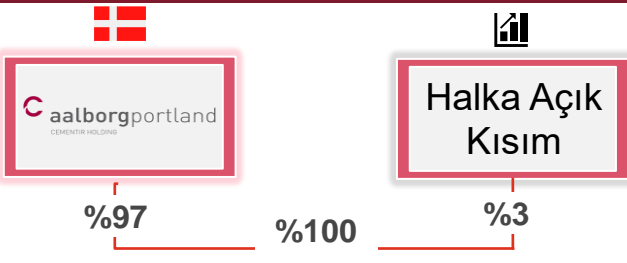 aalborgportland
CEMENTIR HOLDING
Halka Açık
Kısım
%97
%100
%3